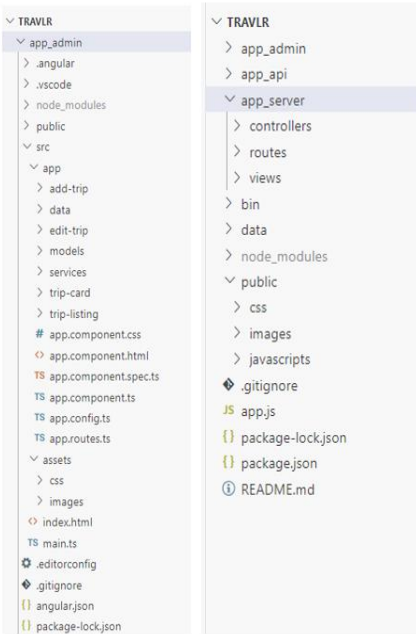 TRAVLR
app_admin
.angular
.vscode
node_modules
public
src
app
add-trip
data
edit-trip
models
services
trip-card
trip-listing
# app.component.css
<> app.component.html
TS app.component.spec.ts
TS app.component.ts
TS app.config.ts
TS app.routes.ts
assets
css
images
<> index.html
TS main.ts
.editorconfig
.gitignore
{} angular.json
{} package-lock.json
TRAVLR
app_admin
app_api
app_server
controllers
routes
views
bin
data
node_modules
public
css
images
javascripts
.gitignore
JS app.js
{} package-lock.json
{} package.json
README.md